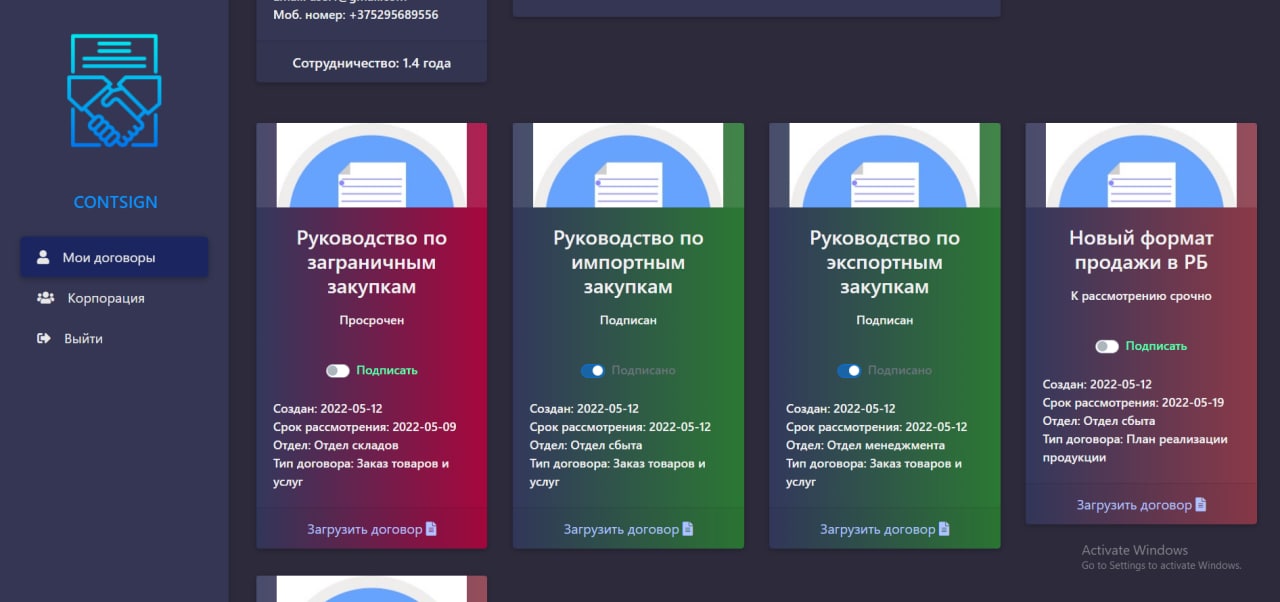 Моб. номер: +375295689556
Сотрудничество: 1.4 года
CONTSIGN
Мои договоры
Корпорация
Выйти
Руководство по
заграничным
закупкам
Просрочен
Подписать
Создан: 2022-05-12
Срок рассмотрения: 2022-05-09
Отдел: Отдел складов
Тип договора: Заказ товаров и
услуг
Загрузить договор
Руководство по
импортным
закупкам
Подписан
Подписано
Создан: 2022-05-12
Срок рассмотрения: 2022-05-12
Отдел: Отдел сбыта
Тип договора: Заказ товаров и
услуг
Загрузить договор
Руководство по
экспортным
закупкам
Подписан
Подписано
Создан: 2022-05-12
Срок рассмотрения: 2022-05-12
Отдел: Отдел менеджмента
Тип договора: Заказ товаров и
услуг
Загрузить договор
Новый формат
продажи в РБ
К рассмотрению срочно
Подписать
Создан: 2022-05-12
Срок рассмотрения: 2022-05-19
Отдел: Отдел сбыта
Тип договора: План реализации
продукции
Загрузить договор
Activate Windows
Go to Settings to activate Windows.